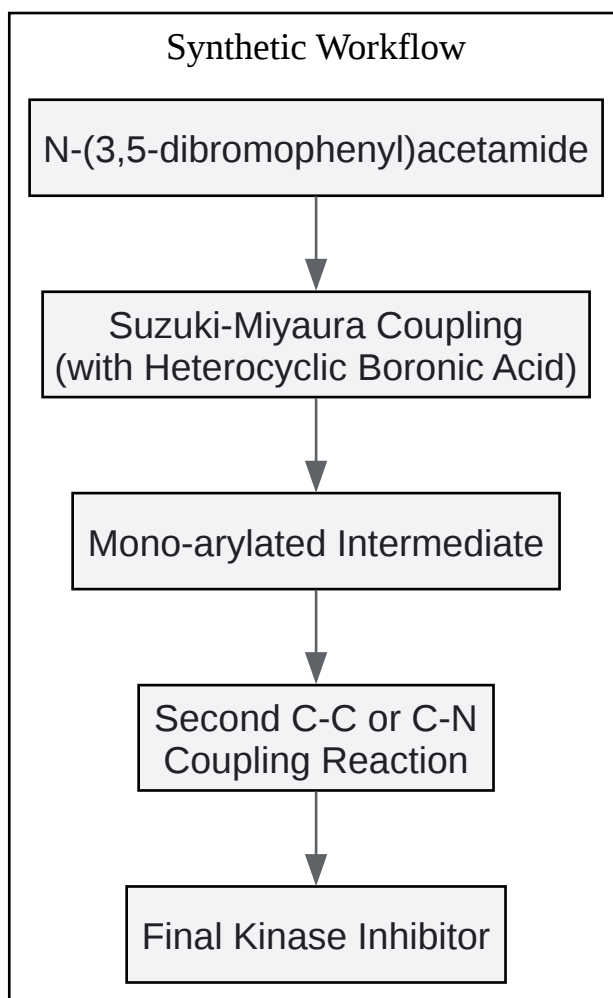 Synthetic Workflow
N-(3,5-dibromophenyl)acetamide
Suzuki-Miyaura Coupling
(with Heterocyclic Boronic Acid)
Mono-arylated Intermediate
Second C-C or C-N
Coupling Reaction
Final Kinase Inhibitor